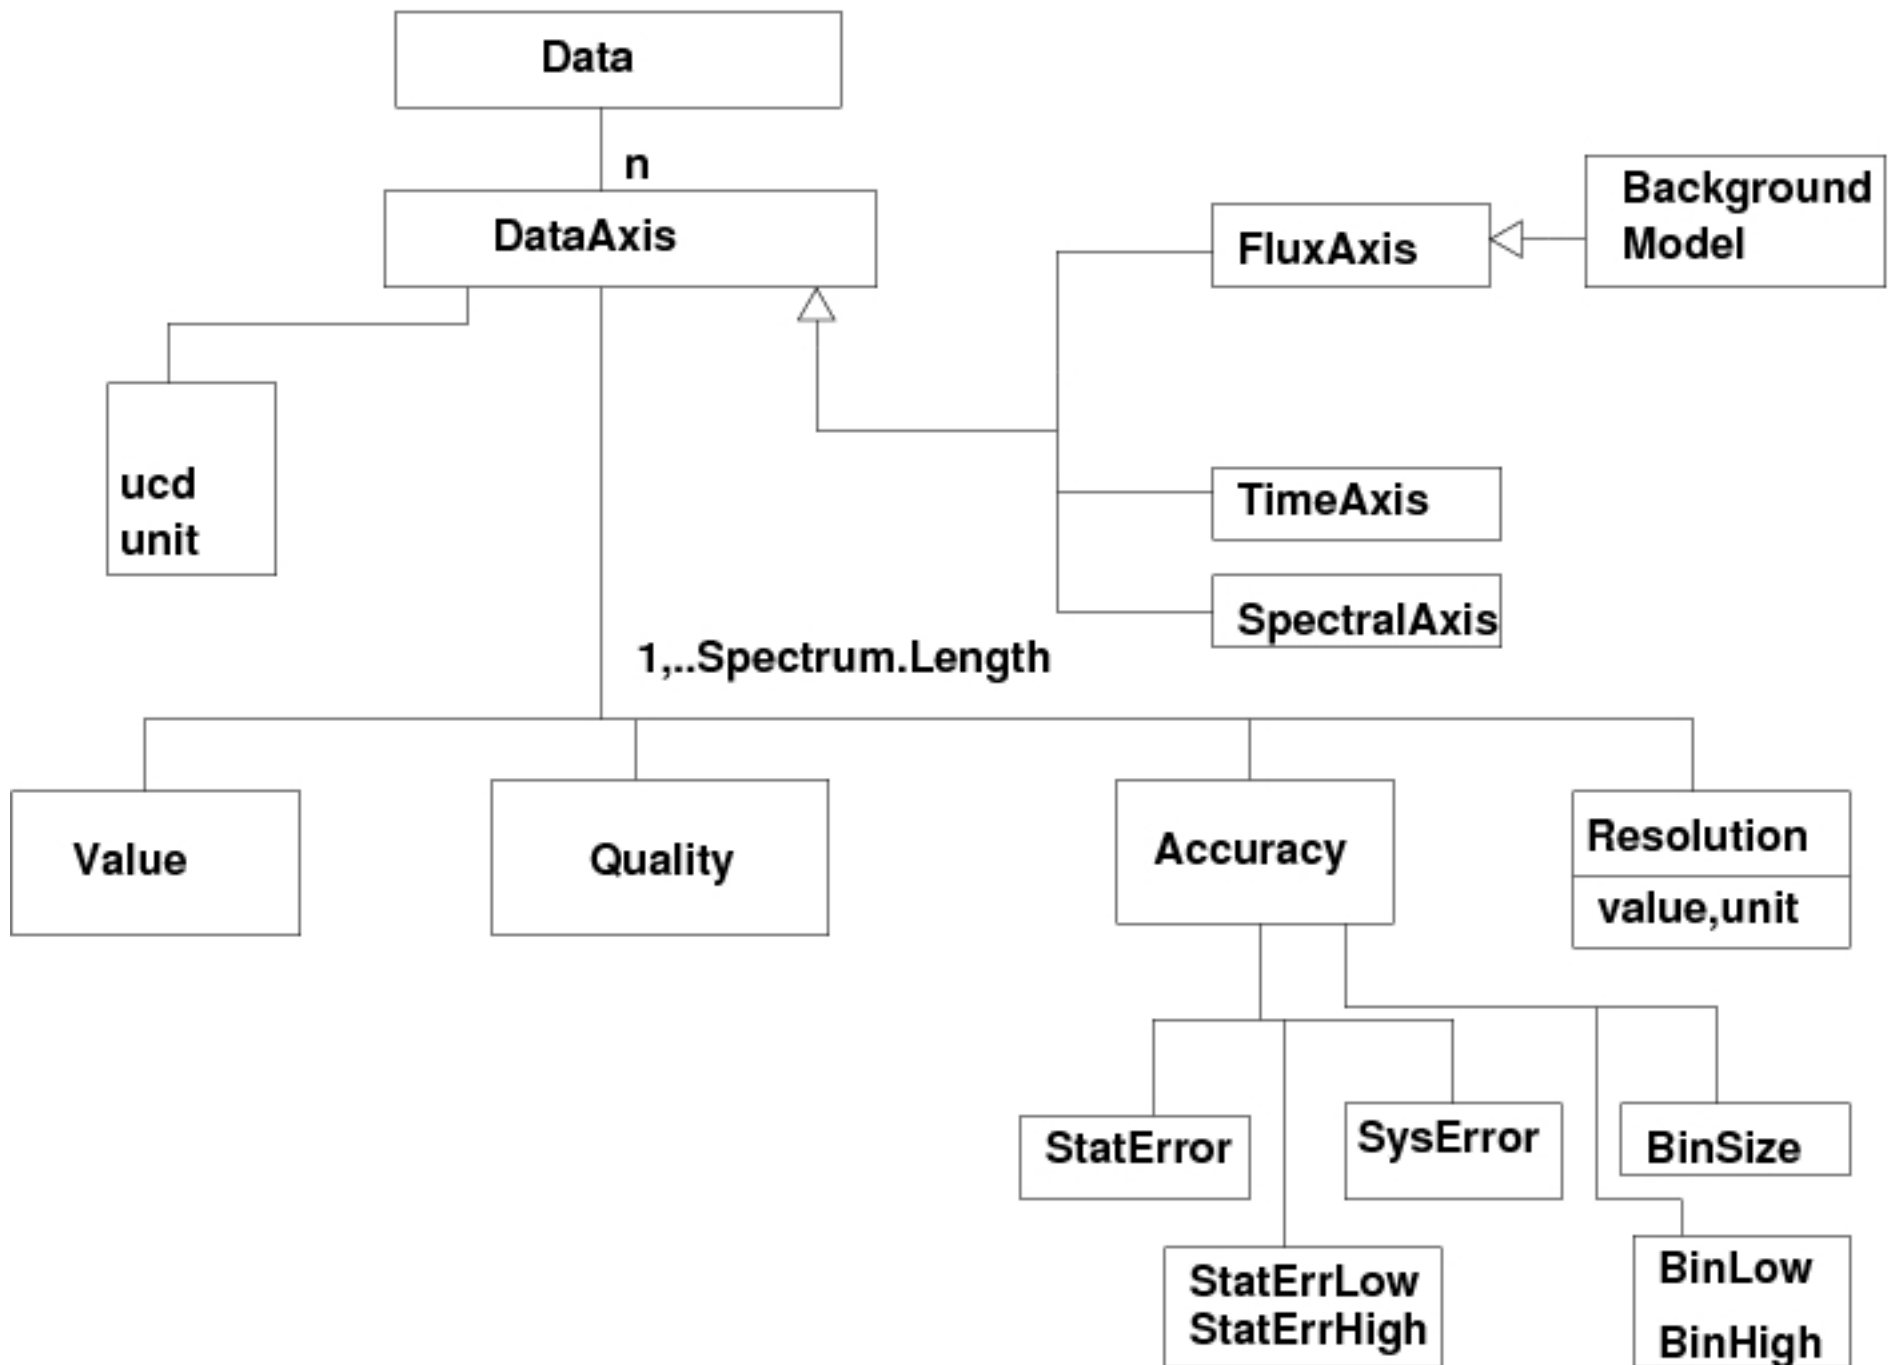 Data
n
DataAxis
Background
Model
FluxAxis
ucd
unit
TimeAxis
SpectralAxis
1,..Spectrum.Length
Value
Quality
Accuracy
Resolution
value,unit
StatError
SysError
BinSize
StatErrLow
StatErrHigh
BinLow
BinHigh